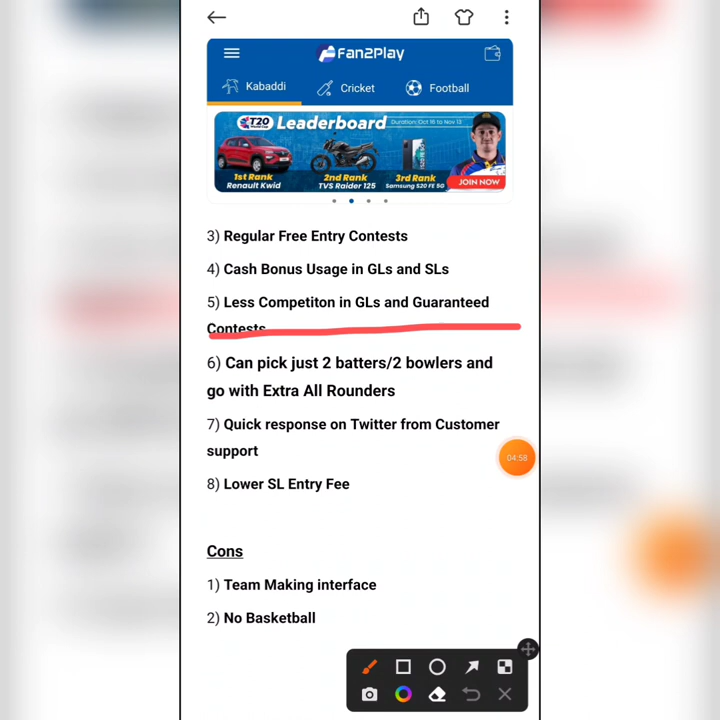 Fan2Play
Kabaddi Cricket Football
T20 Leaderboard Duration: Oct 16 to Nov 13
1st Rank 2nd Rank 3rd Rank
Renault Kwid TVS Raider 125 Samsung S20 FE 5G JOIN NOW
3) Regular Free Entry Contests
4) Cash Bonus Usage in GLs and SLs
5) Less Competiton in GLs and Guaranteed
Contests
6) Can pick just 2 batters/2 bowlers and
go with Extra All Rounders
7) Quick response on Twitter from Customer
support
04:58
8) Lower SL Entry Fee
Cons
1) Team Making interface
2) No Basketball